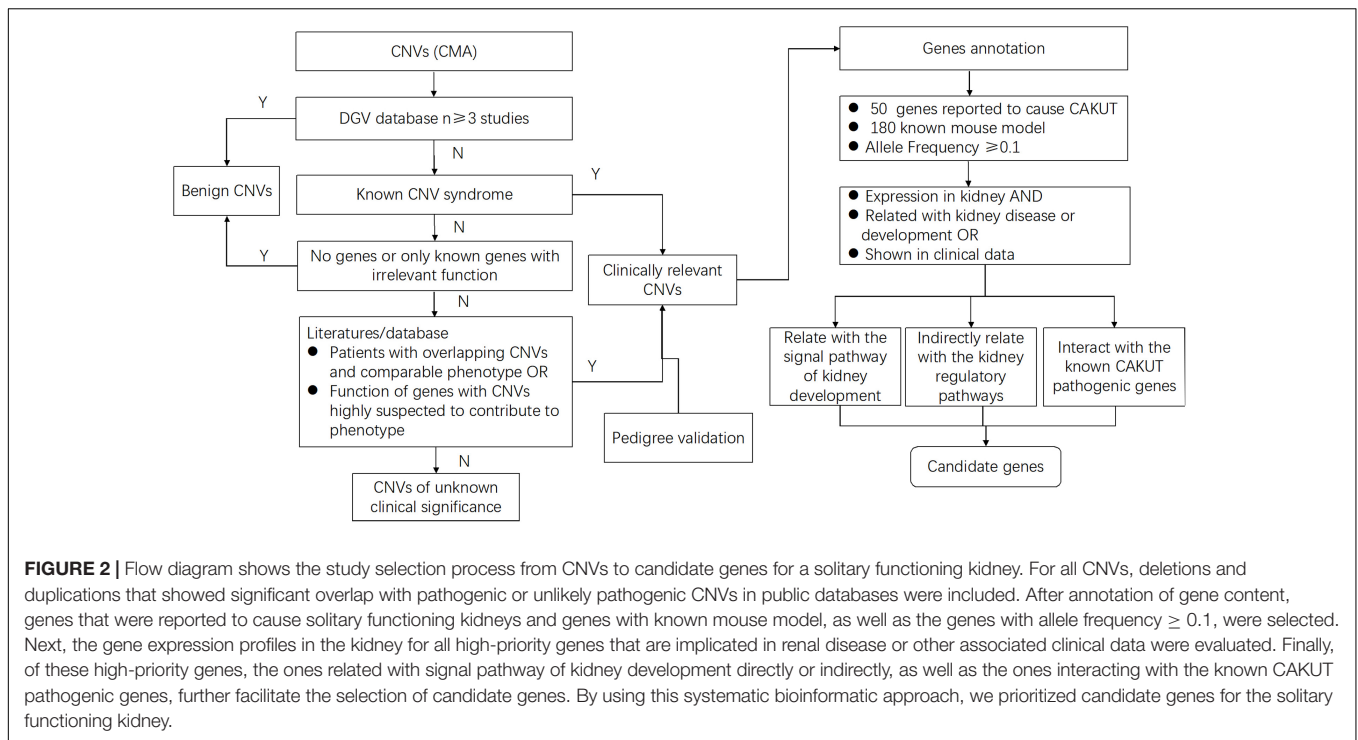 CNVs (CMA)
Y
DGV database n≥3 studies
N
Benign CNVs
Known CNV syndrome
Y
N
Y
No genes or only known genes with
irrelevant function
N
Literatures/database
● Patients with overlapping CNVs
and comparable phenotype OR
● Function of genes with CNVs
highly suspected to contribute to
phenotype
Y
N
CNVs of unknown
clinical significance
Clinically relevant
CNVs
Pedigree validation
Genes annotation
● 50 genes reported to cause CAKUT
● 180 known mouse model
● Allele Frequency ≥0.1
● Expression in kidney AND
● Related with kidney disease or
development OR
● Shown in clinical data
Relate with the
signal pathway
of kidney
development
Indirectly relate
with the kidney
regulatory
pathways
Interact with the
known CAKUT
pathogenic genes
Candidate genes
FIGURE 2 | Flow diagram shows the study selection process from CNVs to candidate genes for a solitary functioning kidney. For all CNVs, deletions and
duplications that showed significant overlap with pathogenic or unlikely pathogenic CNVs in public databases were included. After annotation of gene content,
genes that were reported to cause solitary functioning kidneys and genes with known mouse model, as well as the genes with allele frequency ≥ 0.1, were selected.
Next, the gene expression profiles in the kidney for all high-priority genes that are implicated in renal disease or other associated clinical data were evaluated. Finally,
of these high-priority genes, the ones related with signal pathway of kidney development directly or indirectly, as well as the ones interacting with the known CAKUT
pathogenic genes, further facilitate the selection of candidate genes. By using this systematic bioinformatic approach, we prioritized candidate genes for the solitary
functioning kidney.